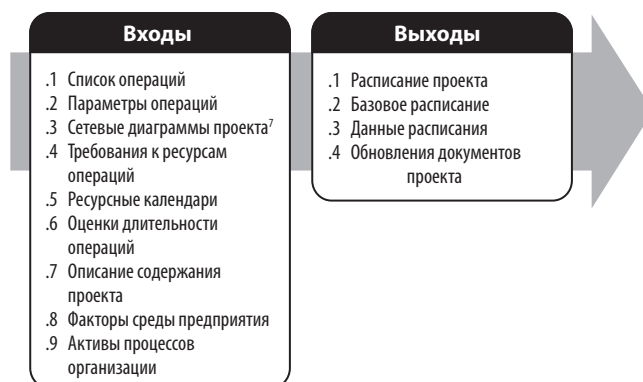 Входы
.1 Список операций
.2 Параметры операций
.3 Сетевые диаграммы проекта7
.4 Требования к ресурсам
операций
.5 Ресурсные календари
.6 Оценки длительности
операций
.7 Описание содержания
проекта
.8 Факторы среды предприятия
.9 Активы процессов
организации
Выходы
.1 Расписание проекта
.2 Базовое расписание
.3 Данные расписания
.4 Обновления документов
проекта